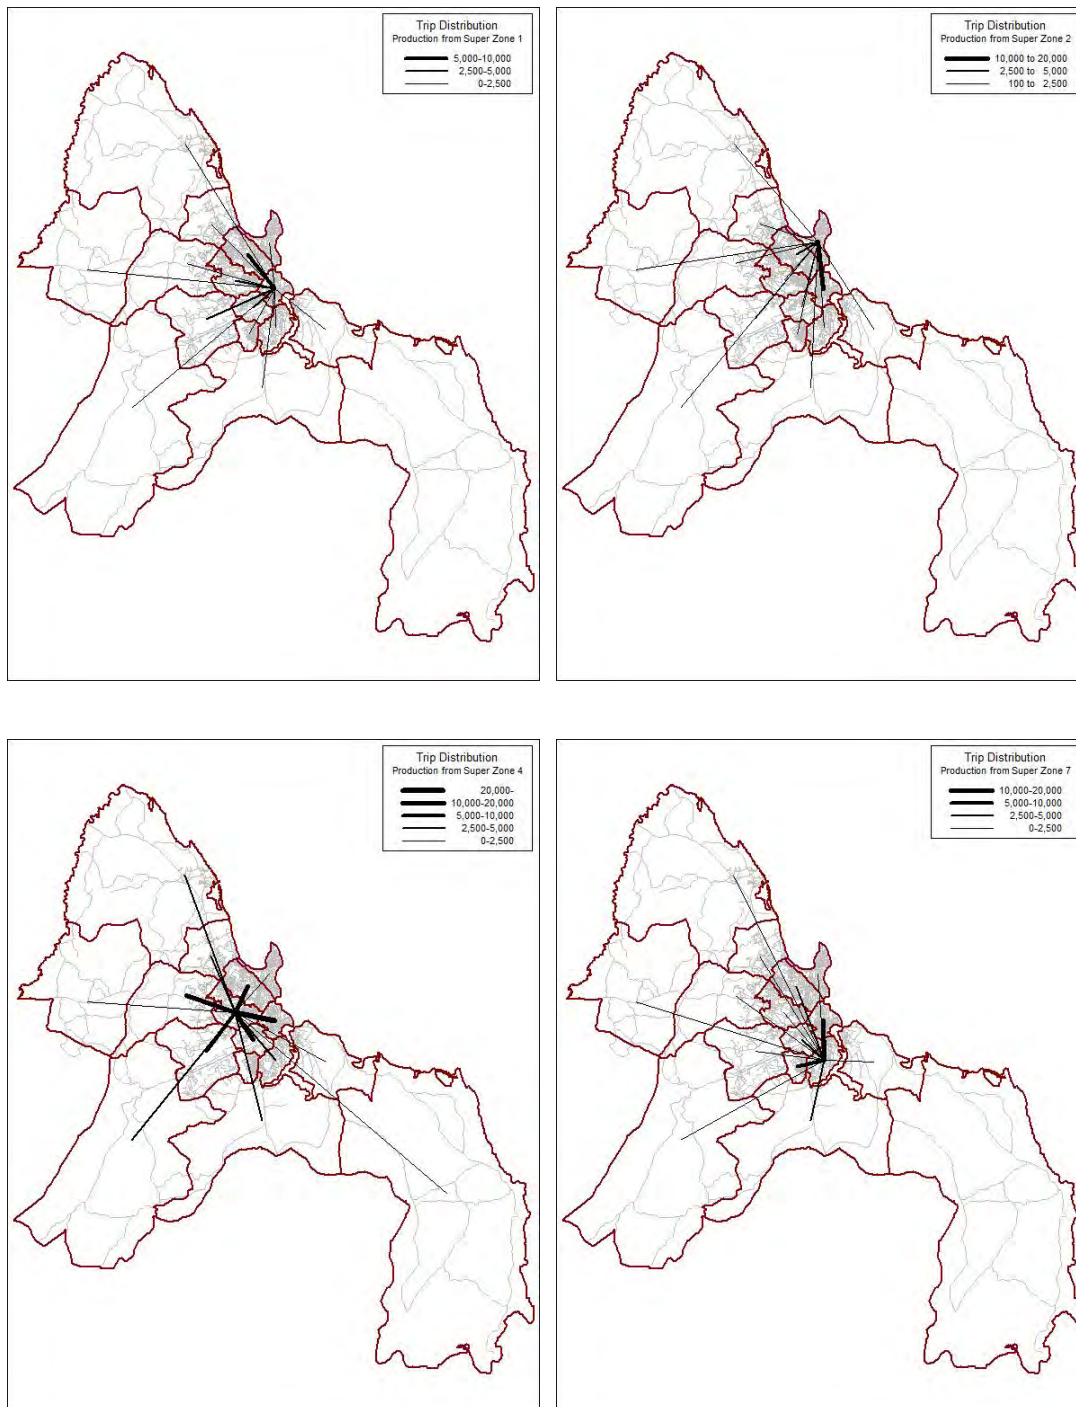 Trip Distribution
Production from Super Zone 1
5,000-10,000
2,500-5,000
0-2,500
Trip Distribution
Production from Super Zone 2
10,000 to 20,000
2,500 to 5,000
100 to 2,500
Trip Distribution
Production from Super Zone 4
20,000-
10,000-20,000
5,000-10,000
2,500-5,000
0-2,500
Trip Distribution
Production from Super Zone 7
10,000-20,000
5,000-10,000
2,500-5,000
0-2,500